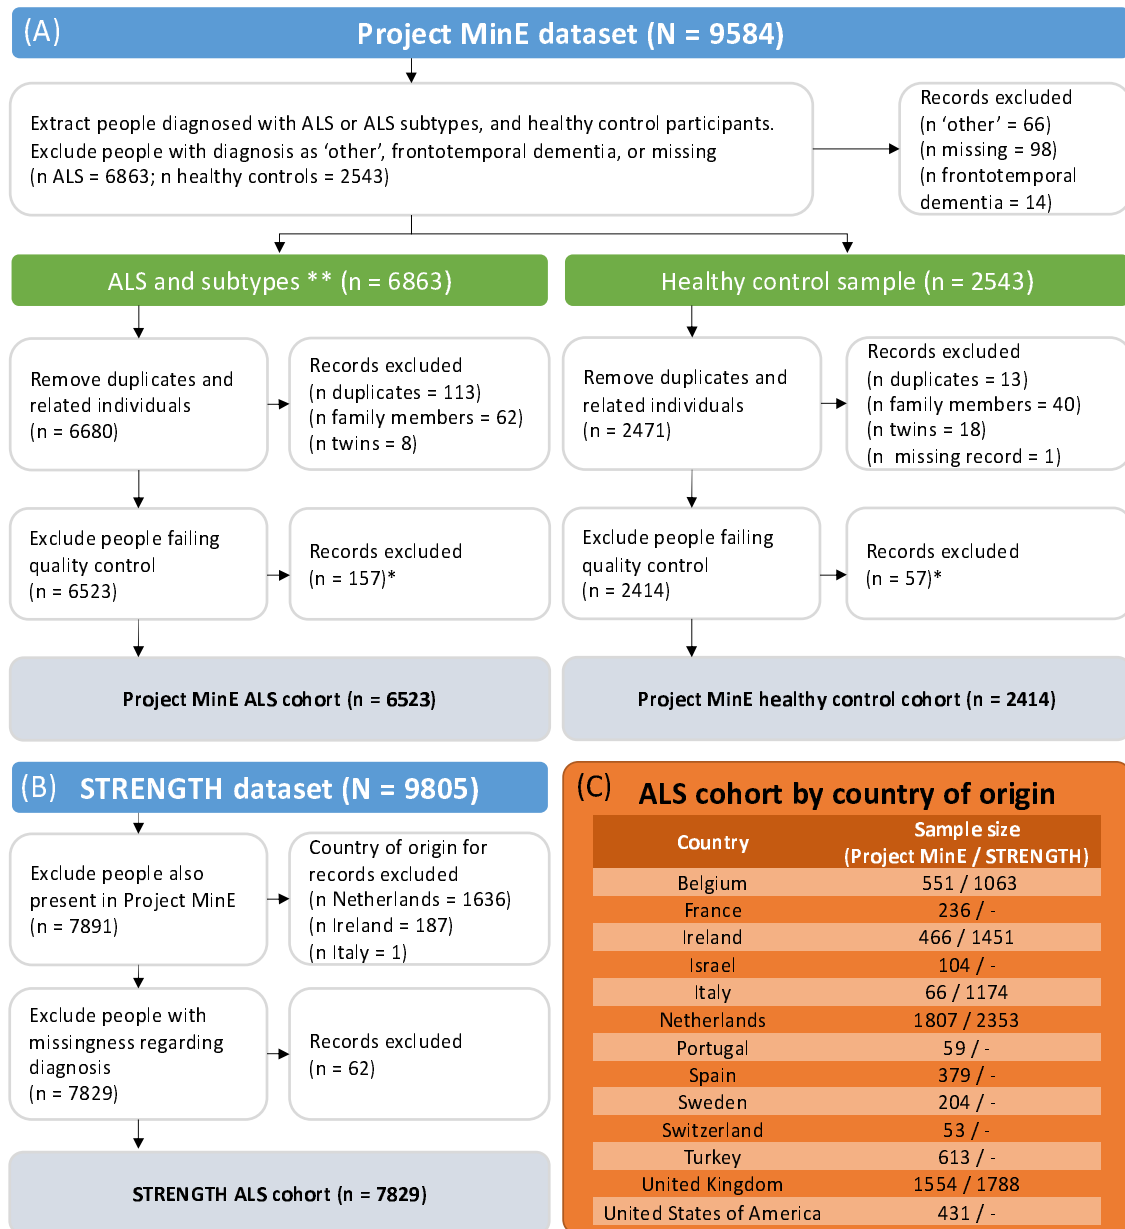 (A)
Project MinE dataset (N = 9584)
Extract people diagnosed with ALS or ALS subtypes, and healthy control participants.
Exclude people with diagnosis as ‘other’, frontotemporal dementia, or missing
(n ALS = 6863; n healthy controls = 2543)
Records excluded
(n ‘other’ = 66)
(n missing = 98)
(n frontotemporal
dementia = 14)
ALS and subtypes ** (n = 6863)
Healthy control sample (n = 2543)
Remove duplicates and
related individuals
(n = 6680)
Records excluded
(n duplicates = 113)
(n family members = 62)
(n twins = 8)
Remove duplicates and
related individuals
(n = 2471)
Records excluded
(n duplicates = 13)
(n family members = 40)
(n twins = 18)
(n missing record = 1)
Exclude people failing
quality control
(n = 6523)
Records excluded
(n = 157)*
Exclude people failing
quality control
(n = 2414)
Records excluded
(n = 57)*
Project MinE ALS cohort (n = 6523)
Project MinE healthy control cohort (n = 2414)
(B)
STRENGTH dataset (N = 9805)
Exclude people also
present in Project MinE
(n = 7891)
Country of origin for
records excluded
(n Netherlands = 1636)
(n Ireland = 187)
(n Italy = 1)
Exclude people with
missingness regarding
diagnosis
(n = 7829)
Records excluded
(n = 62)
STRENGTH ALS cohort (n = 7829)
(C)
ALS cohort by country of origin
Country
Sample size
(Project MinE / STRENGTH)
Belgium 551 / 1063
France 236 / -
Ireland 466 / 1451
Israel 104 / -
Italy 66 / 1174
Netherlands 1807 / 2353
Portugal 59 / -
Spain 379 / -
Sweden 204 / -
Switzerland 53 / -
Turkey 613 / -
United Kingdom 1554 / 1788
United States of America 431 / -